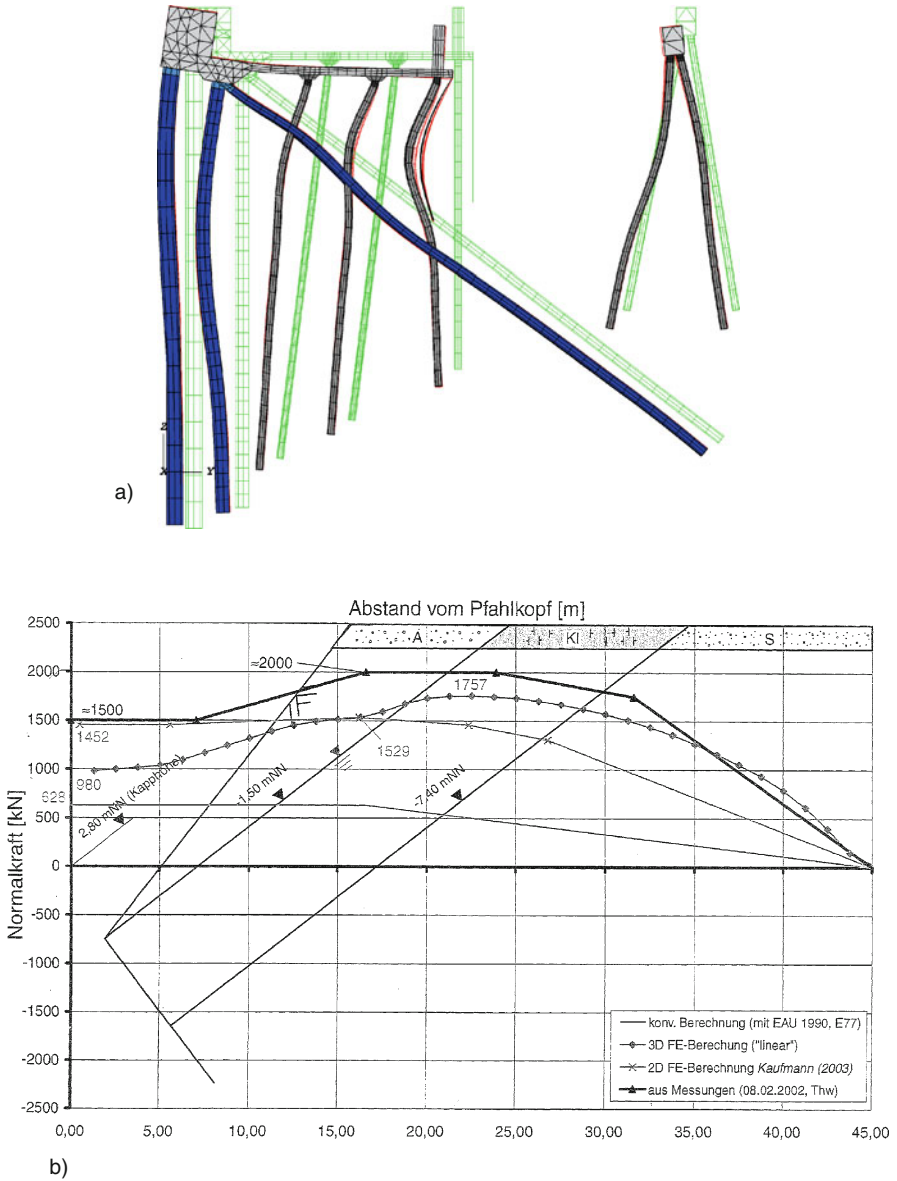 z
x
Y
a)
Abstand vom Pfahlkopf [m]
Normalkraft [kN]
2500
2000
1500
1000
500
0
-500
-1000
-1500
-2000
-2500
A
Kl
S
≈2000
≈1500
1757
1452
1529
980
628
2,80 mNN (Kapphöhe)
-1,50 mNN
-7,40 mNN
konv. Berechnung (mit EAU 1990, E77)
3D FE-Berechung ("linear")
2D FE-Berechnung Kaufmann (2003)
aus Messungen (08.02.2002, Thw)
0,00 5,00 10,00 15,00 20,00 25,00 30,00 35,00 40,00 45,00
b)